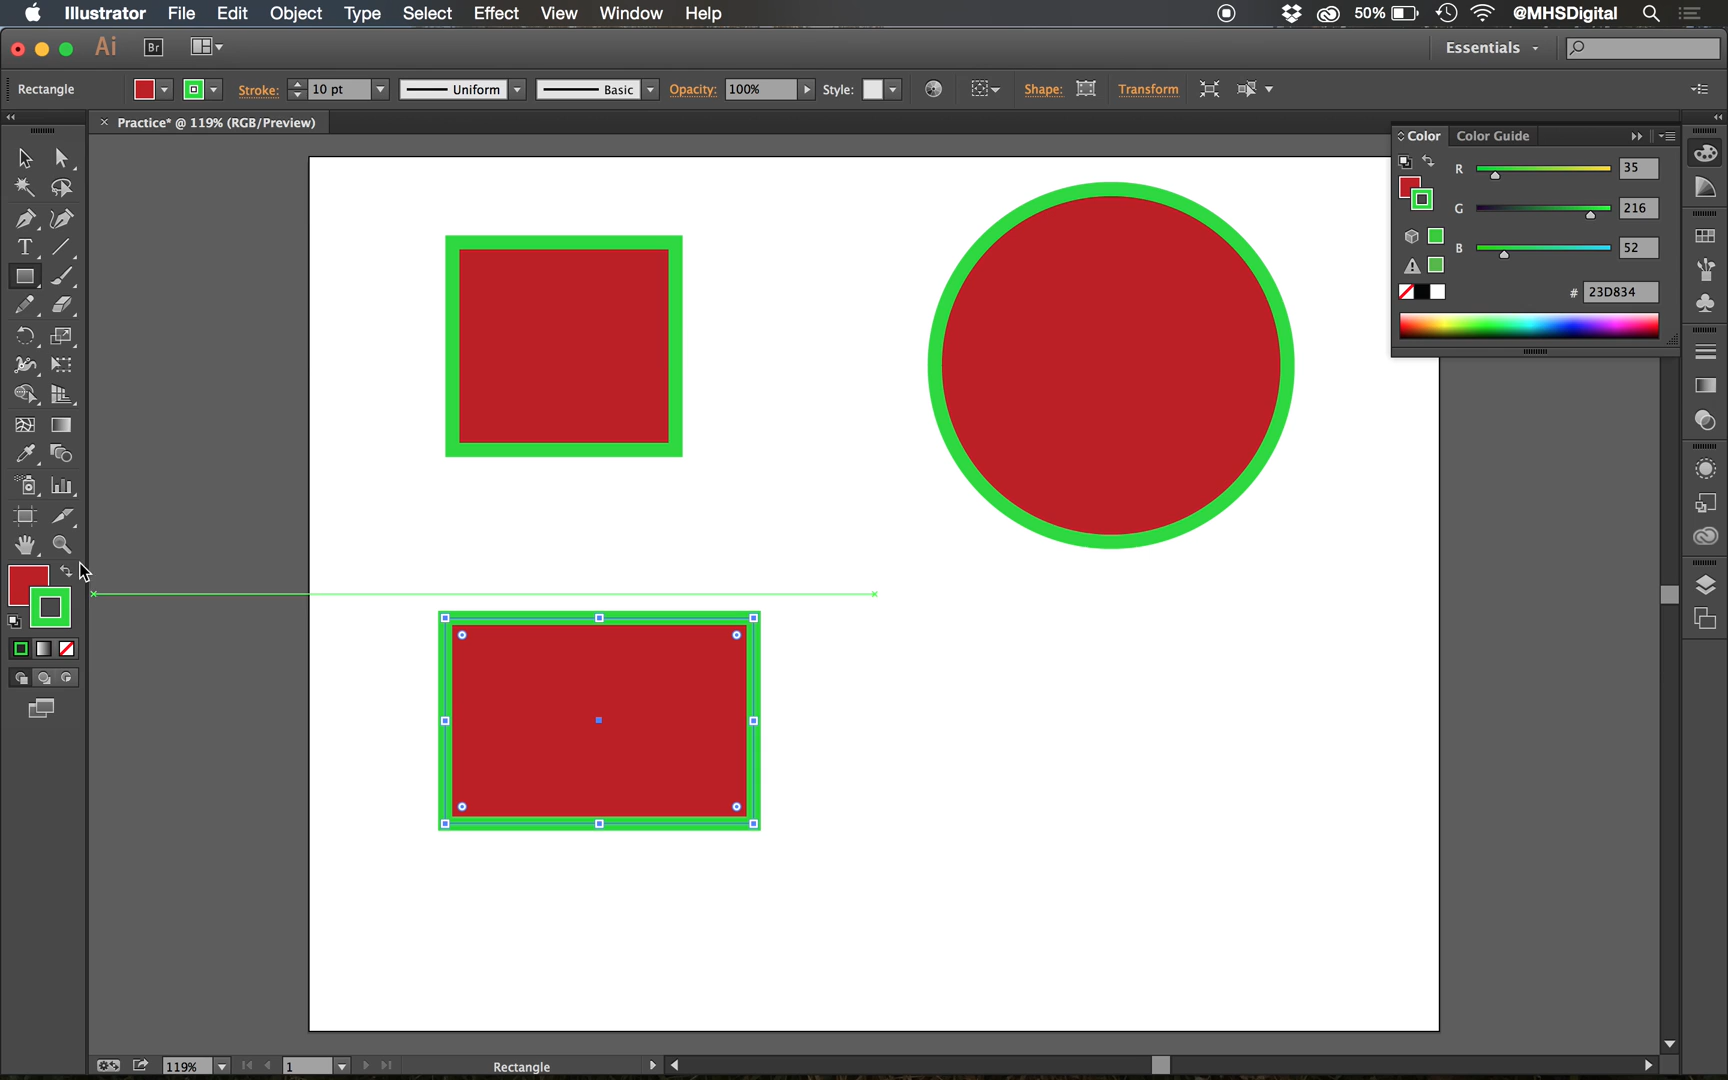 Illustrator File Edit Object Type Select Effect View Window Help 50% @MHSDigital
Ai Br Essentials
Rectangle Stroke: 10 pt Uniform Basic Opacity: 100% Style: Shape: Transform
× Practice* @ 119% (RGB/Preview)
Color Color Guide
R 35
G 216
B 52
# 23D834
T
119% 1 Rectangle